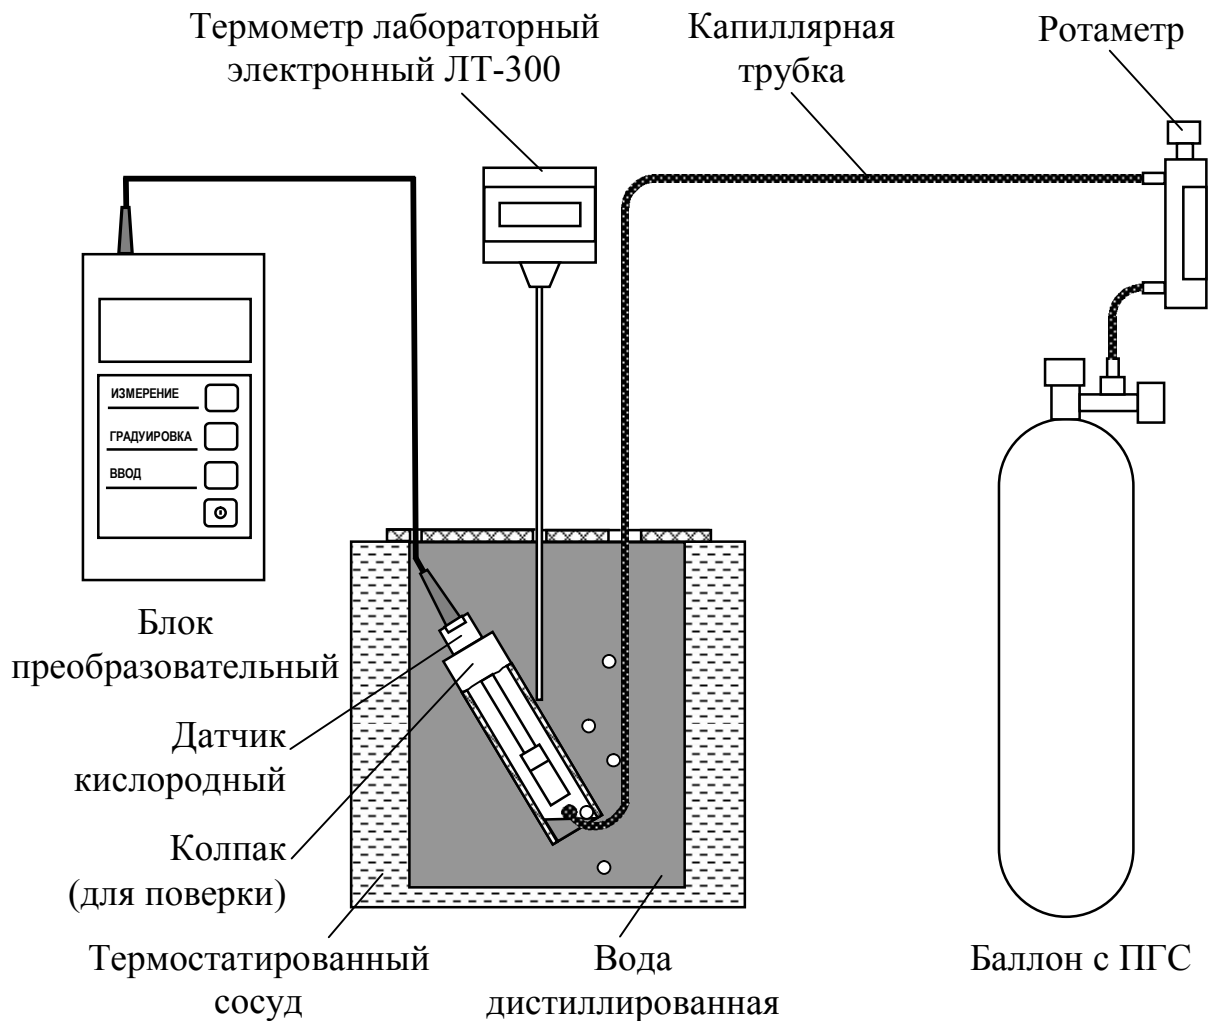 Термометр лабораторный
электронный ЛТ-300
Капиллярная
трубка
Ротаметр
ИЗМЕРЕНИЕ
ГРАДУИРОВКА
ВВОД
Блок
преобразовательный
Датчик
кислородный
Колпак
(для поверки)
Термостатированный
сосуд
Вода
дистиллированная
Баллон с ПГС